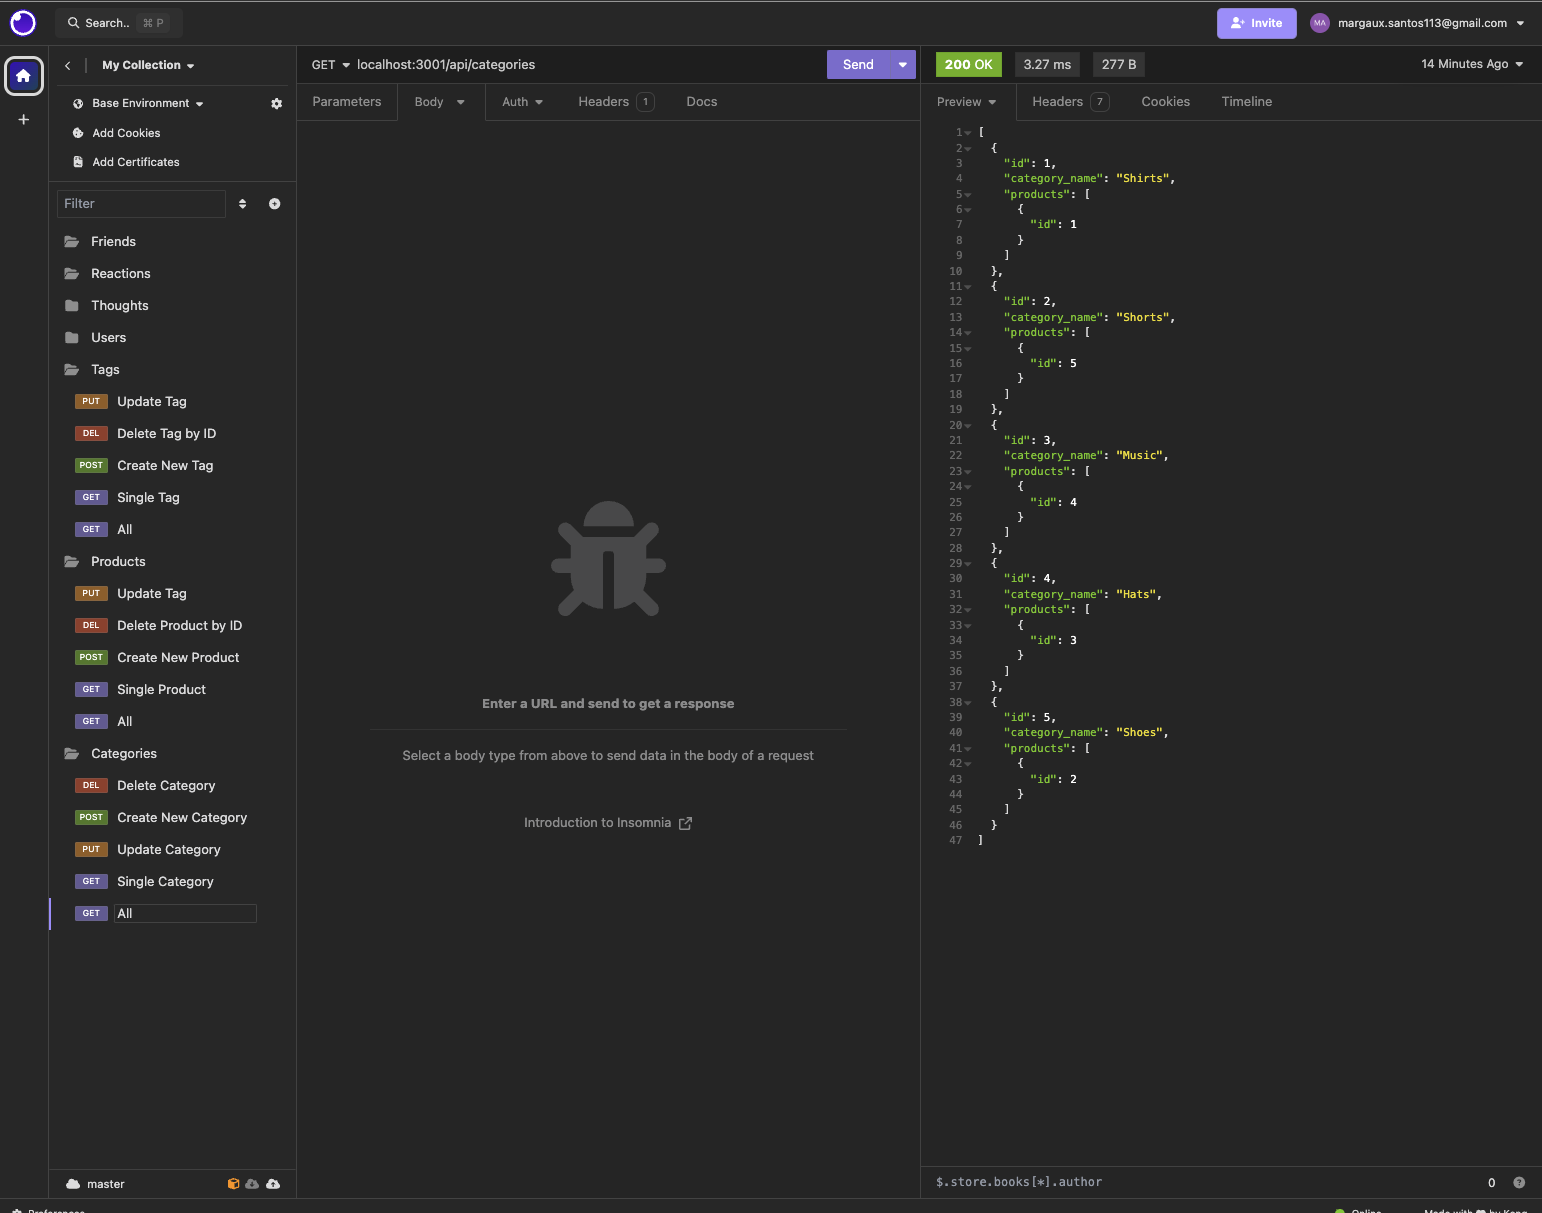 Search.. ⌘ P
Invite
MA
margaux.santos113@gmail.com
My Collection
Base Environment
Add Cookies
Add Certificates
Filter
Friends
Reactions
Thoughts
Users
Tags
PUT Update Tag
DEL Delete Tag by ID
POST Create New Tag
GET Single Tag
GET All
Products
PUT Update Tag
DEL Delete Product by ID
POST Create New Product
GET Single Product
GET All
Categories
DEL Delete Category
POST Create New Category
PUT Update Category
GET Single Category
GET All
master
Preferences
GET localhost:3001/api/categories
Send
Parameters Body Auth Headers 1 Docs
Enter a URL and send to get a response
Select a body type from above to send data in the body of a request
Introduction to Insomnia
200 OK 3.27 ms 277 B 14 Minutes Ago
Preview Headers 7 Cookies Timeline
1 [
2 {
3 "id": 1,
4 "category_name": "Shirts",
5 "products": [
6 {
7 "id": 1
8 }
9 ]
10 },
11 {
12 "id": 2,
13 "category_name": "Shorts",
14 "products": [
15 {
16 "id": 5
17 }
18 ]
19 },
20 {
21 "id": 3,
22 "category_name": "Music",
23 "products": [
24 {
25 "id": 4
26 }
27 ]
28 },
29 {
30 "id": 4,
31 "category_name": "Hats",
32 "products": [
33 {
34 "id": 3
35 }
36 ]
37 },
38 {
39 "id": 5,
40 "category_name": "Shoes",
41 "products": [
42 {
43 "id": 2
44 }
45 ]
46 }
47 ]
$.store.books[*].author 0 ?
Online Made with by Kong